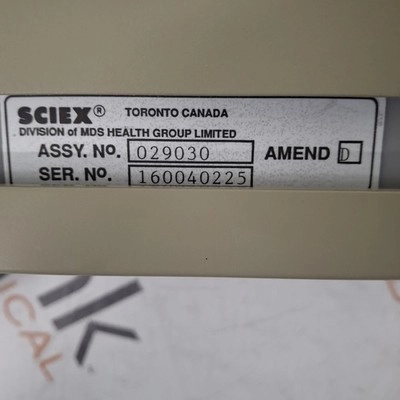 SCIEX® TORONTO CANADA
DIVISION of MDS HEALTH GROUP LIMITED
ASSY. No. 029030 AMEND D
SER. No. 160040225